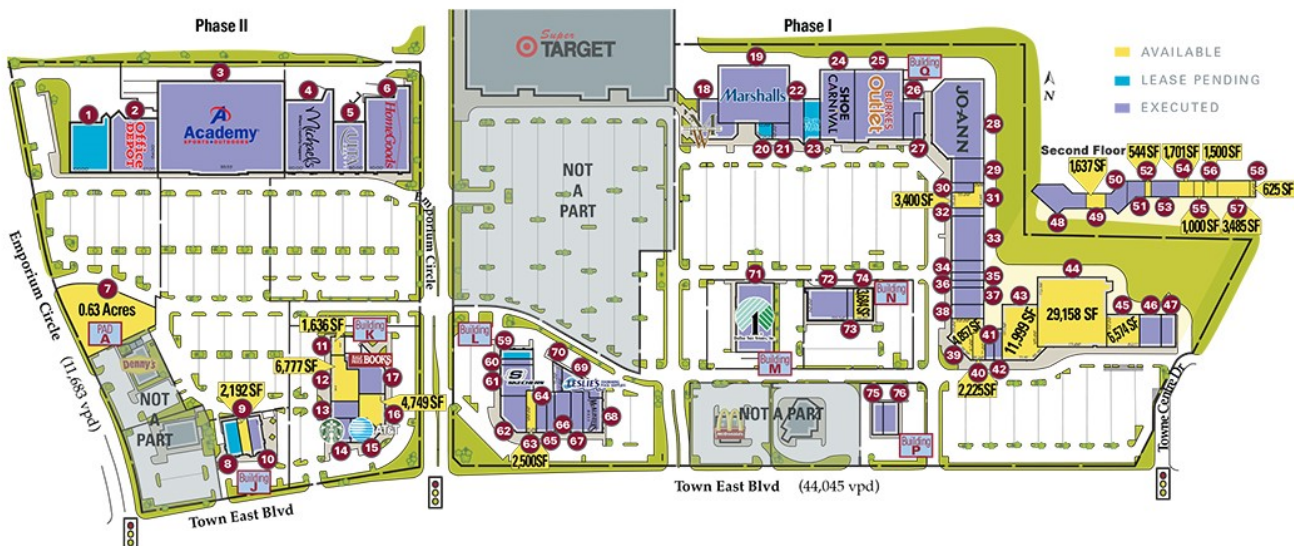 Phase II
Phase I
Super
TARGET
AVAILABLE
LEASE PENDING
EXECUTED
N
3
4
6
5
2
1
Office
DEPOT
Academy
SPORTS+OUTDOORS
Michaels
ULTA
HomeGoods
19
24
25
Building
Q
18
22
26
Marshalls
SHOE
CARNIVAL
BURKES
Outlet
JO-ANN
20
21
23
27
28
29
30
3,400 SF
31
32
33
34
35
36
37
38
Second Floor
1,637 SF
544 SF
1,701 SF
1,500 SF
52
54
56
58
50
625 SF
51
53
48
49
55
57
1,000 SF
3,485 SF
NOT
A
PART
Emporium Circle
Emporium Circle
(11,683 vpd)
7
0.63 Acres
PAD
A
Denny's
NOT
A
PART
2,192 SF
9
8
10
Building
J
1,636 SF
Building
K
11
BOOKS
6,777 SF
12
17
4,749 SF
13
16
AT&T
14
15
Building
L
59
60
61
70
69
S
SKECHERS
LESLIE'S
64
68
62
66
63
65
67
2,500SF
71
Building
M
72
74
73
Building
N
NOT A PART
75
76
Building
P
44
29,158 SF
43
11,999 SF
45
46
47
6,574 SF
4,857 SF
41
39
40
42
2,225SF
Towne Centre Dr
Town East Blvd
Town East Blvd (44,045 vpd)